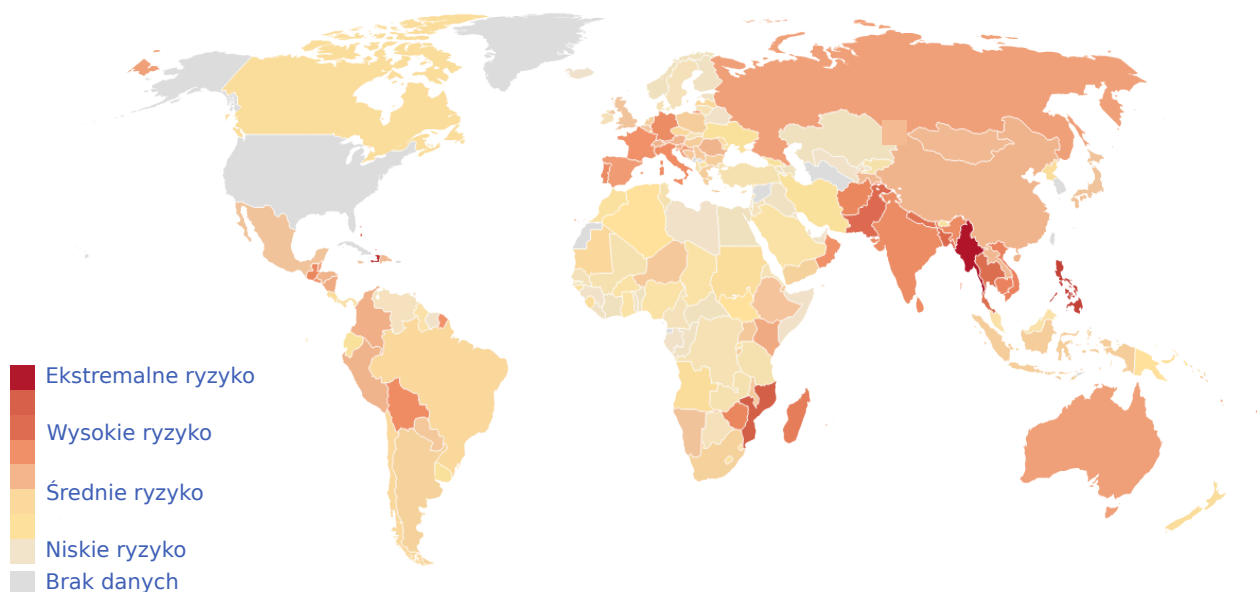 Ekstremalne ryzyko
Wysokie ryzyko
Średnie ryzyko
Niskie ryzyko
Brak danych